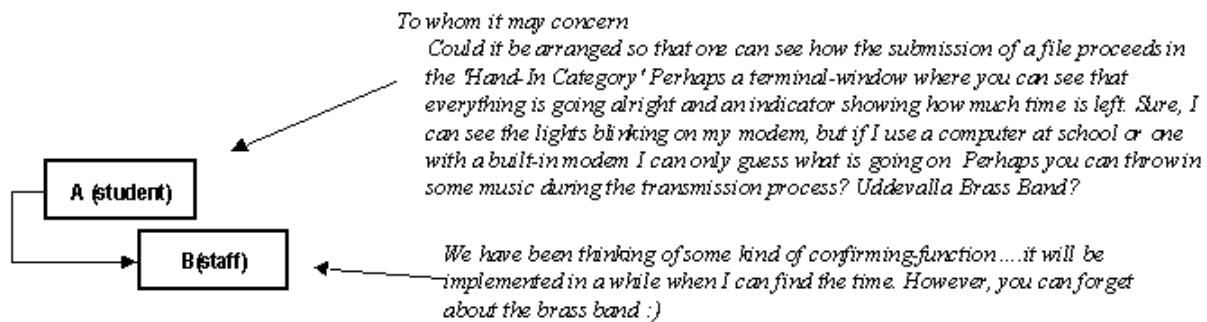 To whom it may concern
Could it be arranged so that one can see how the submission of a file proceeds in
the 'Hand-In Category' Perhaps a terminal-window where you can see that
everything is going alright and an indicator showing how much time is left. Sure, I
can see the lights blinking on my modem, but if I use a computer at school or one
with a built-in modem I can only guess what is going on Perhaps you can throw in
some music during the transmission process? Uddevalla Brass Band?
A (student)
B(staff)
We have been thinking of some kind of confirming-function....it will be
implemented in a while when I can find the time. However, you can forget
about the brass band :)